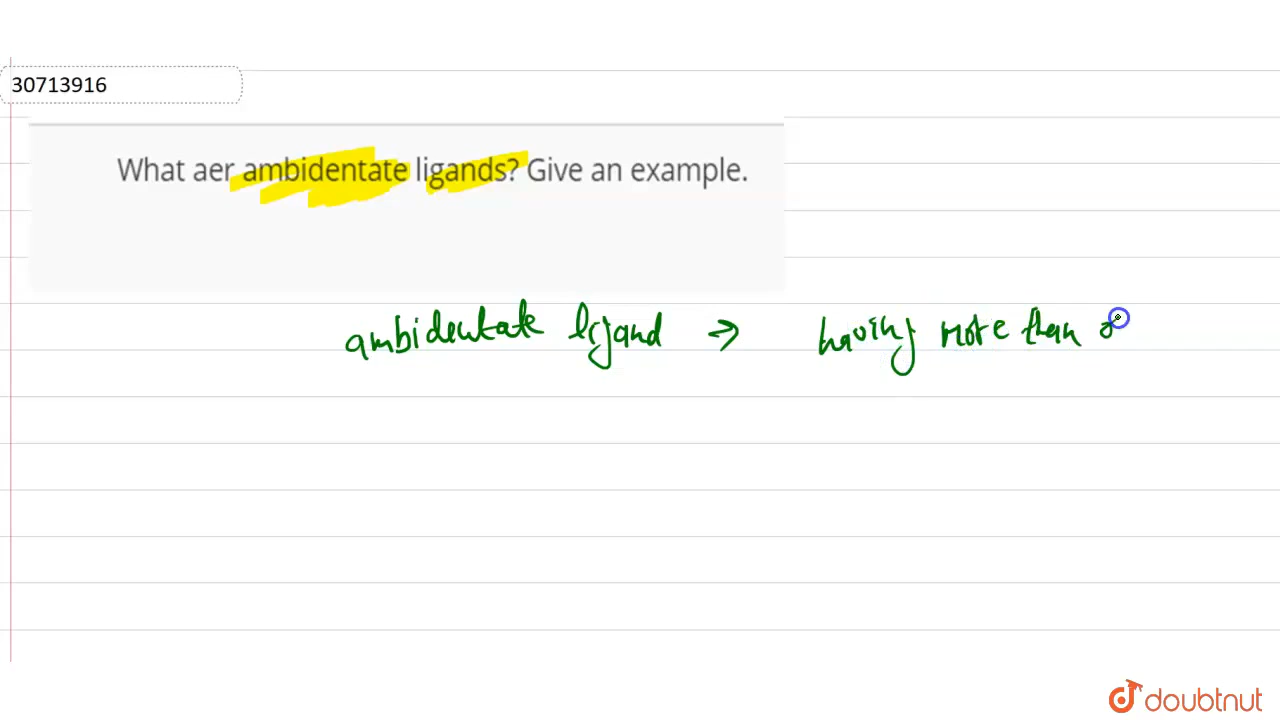 30713916
What aer ambidentate ligands? Give an example.
ambidentate ligand → having more than o
doubtnut